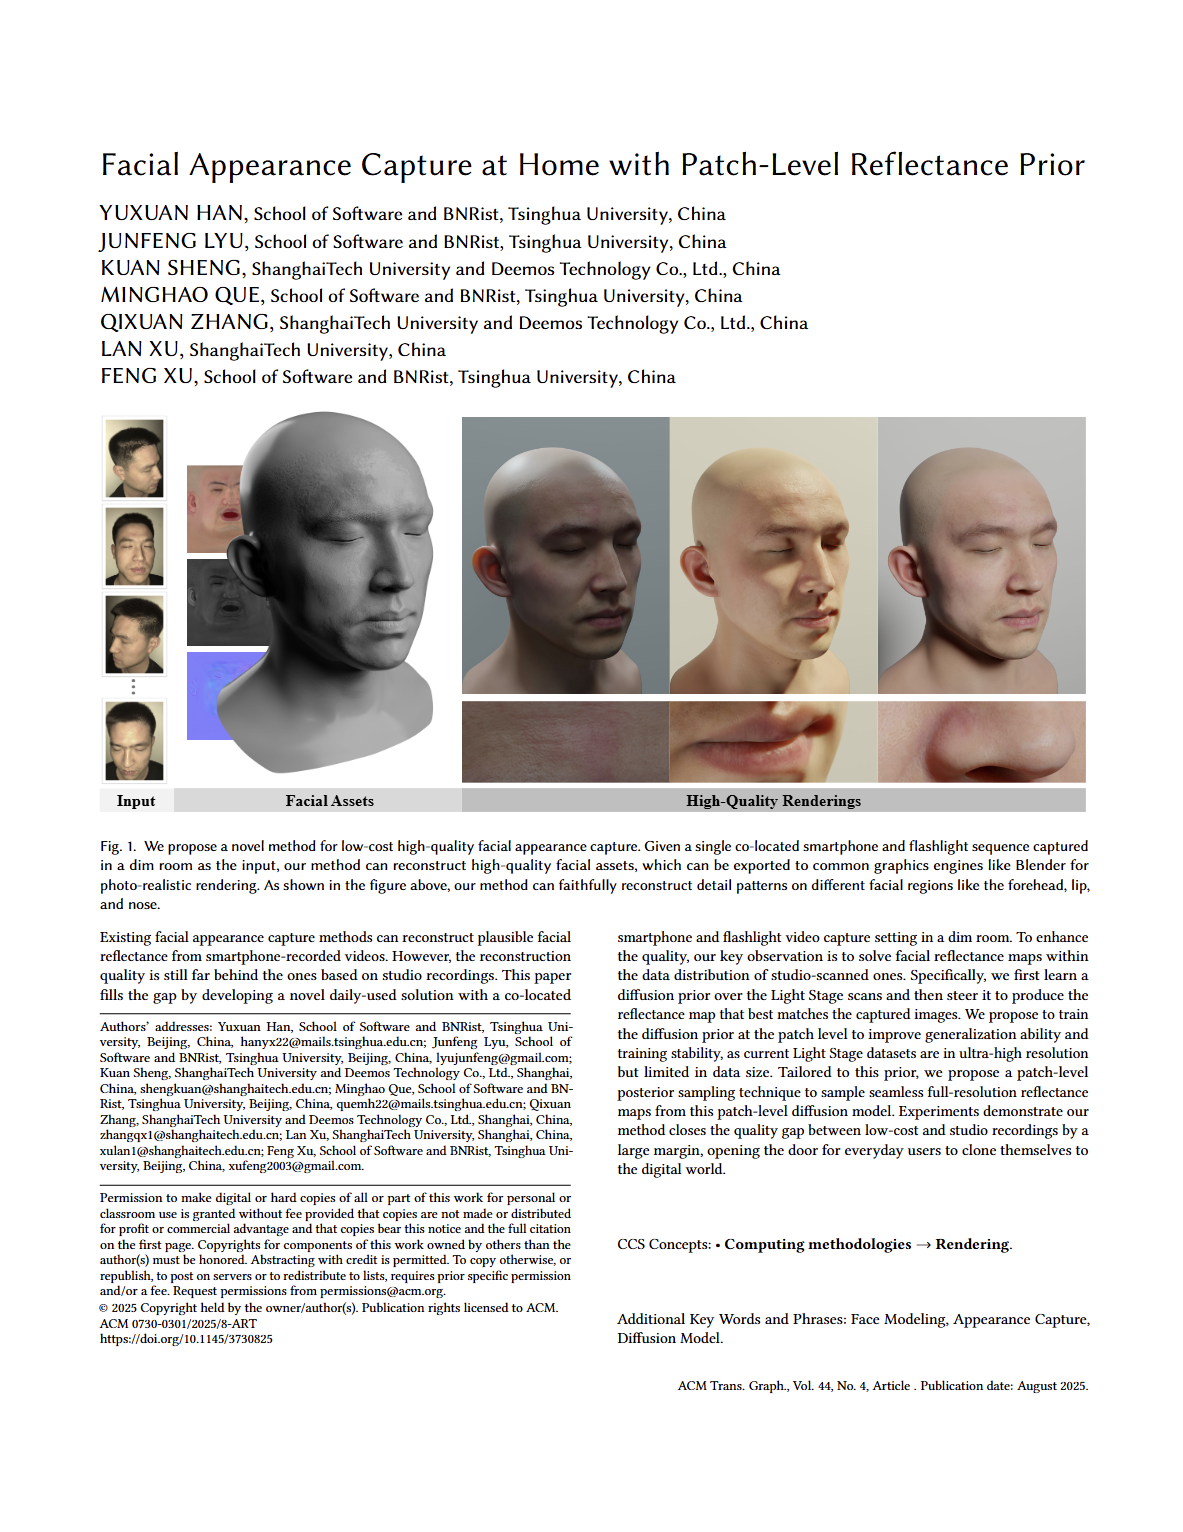 Facial Appearance Capture at Home with Patch-Level Reflectance Prior
YUXUAN HAN, School of Software and BNRist, Tsinghua University, China
JUNFENG LYU, School of Software and BNRist, Tsinghua University, China
KUAN SHENG, ShanghaiTech University and Deemos Technology Co., Ltd., China
MINGHAO QUE, School of Software and BNRist, Tsinghua University, China
QIXUAN ZHANG, ShanghaiTech University and Deemos Technology Co., Ltd., China
LAN XU, ShanghaiTech University, China
FENG XU, School of Software and BNRist, Tsinghua University, China
Input
Facial Assets
High-Quality Renderings
Fig. 1. We propose a novel method for low-cost high-quality facial appearance capture. Given a single co-located smartphone and flashlight sequence captured
in a dim room as the input, our method can reconstruct high-quality facial assets, which can be exported to common graphics engines like Blender for
photo-realistic rendering. As shown in the figure above, our method can faithfully reconstruct detail patterns on different facial regions like the forehead, lip,
and nose.
Existing facial appearance capture methods can reconstruct plausible facial
reflectance from smartphone-recorded videos. However, the reconstruction
quality is still far behind the ones based on studio recordings. This paper
fills the gap by developing a novel daily-used solution with a co-located
Authors' addresses: Yuxuan Han, School of Software and BNRist, Tsinghua Uni-
versity, Beijing, China, hanyx22@mails.tsinghua.edu.cn; Junfeng Lyu, School of
Software and BNRist, Tsinghua University, Beijing, China, lyujunfeng@gmail.com;
Kuan Sheng, ShanghaiTech University and Deemos Technology Co., Ltd., Shanghai,
China, shengkuan@shanghaitech.edu.cn; Minghao Que, School of Software and BN-
Rist, Tsinghua University, Beijing, China, quemh22@mails.tsinghua.edu.cn; Qixuan
Zhang, ShanghaiTech University and Deemos Technology Co., Ltd., Shanghai, China,
zhangqx1@shanghaitech.edu.cn; Lan Xu, ShanghaiTech University, Shanghai, China,
xulan1@shanghaitech.edu.cn; Feng Xu, School of Software and BNRist, Tsinghua Uni-
versity, Beijing, China, xufeng2003@gmail.com.
Permission to make digital or hard copies of all or part of this work for personal or
classroom use is granted without fee provided that copies are not made or distributed
for profit or commercial advantage and that copies bear this notice and the full citation
on the first page. Copyrights for components of this work owned by others than the
author(s) must be honored. Abstracting with credit is permitted. To copy otherwise, or
republish, to post on servers or to redistribute to lists, requires prior specific permission
and/or a fee. Request permissions from permissions@acm.org.
© 2025 Copyright held by the owner/author(s). Publication rights licensed to ACM.
ACM 0730-0301/2025/8-ART
https://doi.org/10.1145/3730825
smartphone and flashlight video capture setting in a dim room. To enhance
the quality, our key observation is to solve facial reflectance maps within
the data distribution of studio-scanned ones. Specifically, we first learn a
diffusion prior over the Light Stage scans and then steer it to produce the
reflectance map that best matches the captured images. We propose to train
the diffusion prior at the patch level to improve generalization ability and
training stability, as current Light Stage datasets are in ultra-high resolution
but limited in data size. Tailored to this prior, we propose a patch-level
posterior sampling technique to sample seamless full-resolution reflectance
maps from this patch-level diffusion model. Experiments demonstrate our
method closes the quality gap between low-cost and studio recordings by a
large margin, opening the door for everyday users to clone themselves to
the digital world.
CCS Concepts: • Computing methodologies → Rendering.
Additional Key Words and Phrases: Face Modeling, Appearance Capture,
Diffusion Model.
ACM Trans. Graph., Vol. 44, No. 4, Article . Publication date: August 2025.